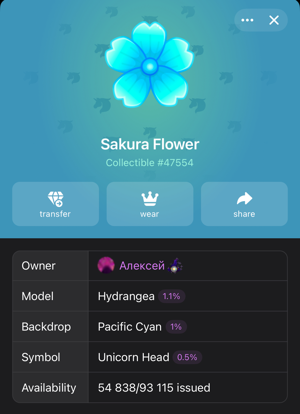 Sakura Flower
Collectible #47554
transfer
wear
share
Owner Алексей
Model Hydrangea 1.1%
Backdrop Pacific Cyan 1%
Symbol Unicorn Head 0.5%
Availability 54 838/93 115 issued